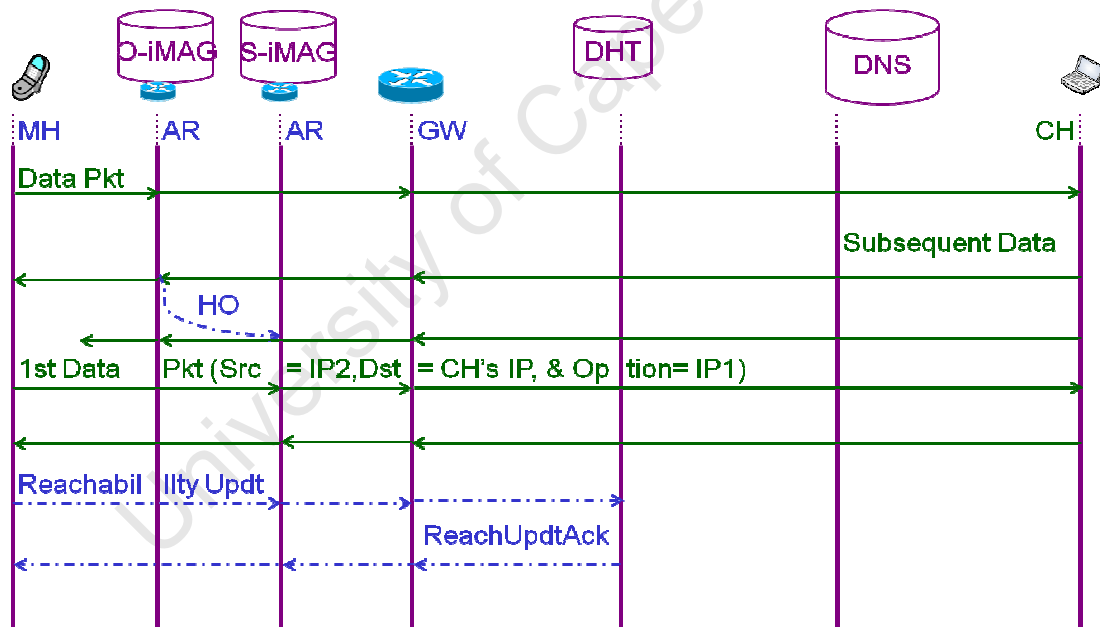 O-iMAG S-iMAG DHT DNS
MH AR AR GW CH
Data Pkt
Subsequent Data
HO
1st Data Pkt (Src = IP2,Dst = CH's IP, & Op tion= IP1)
Reachabil Ility Updt
ReachUpdtAck
University of Cape